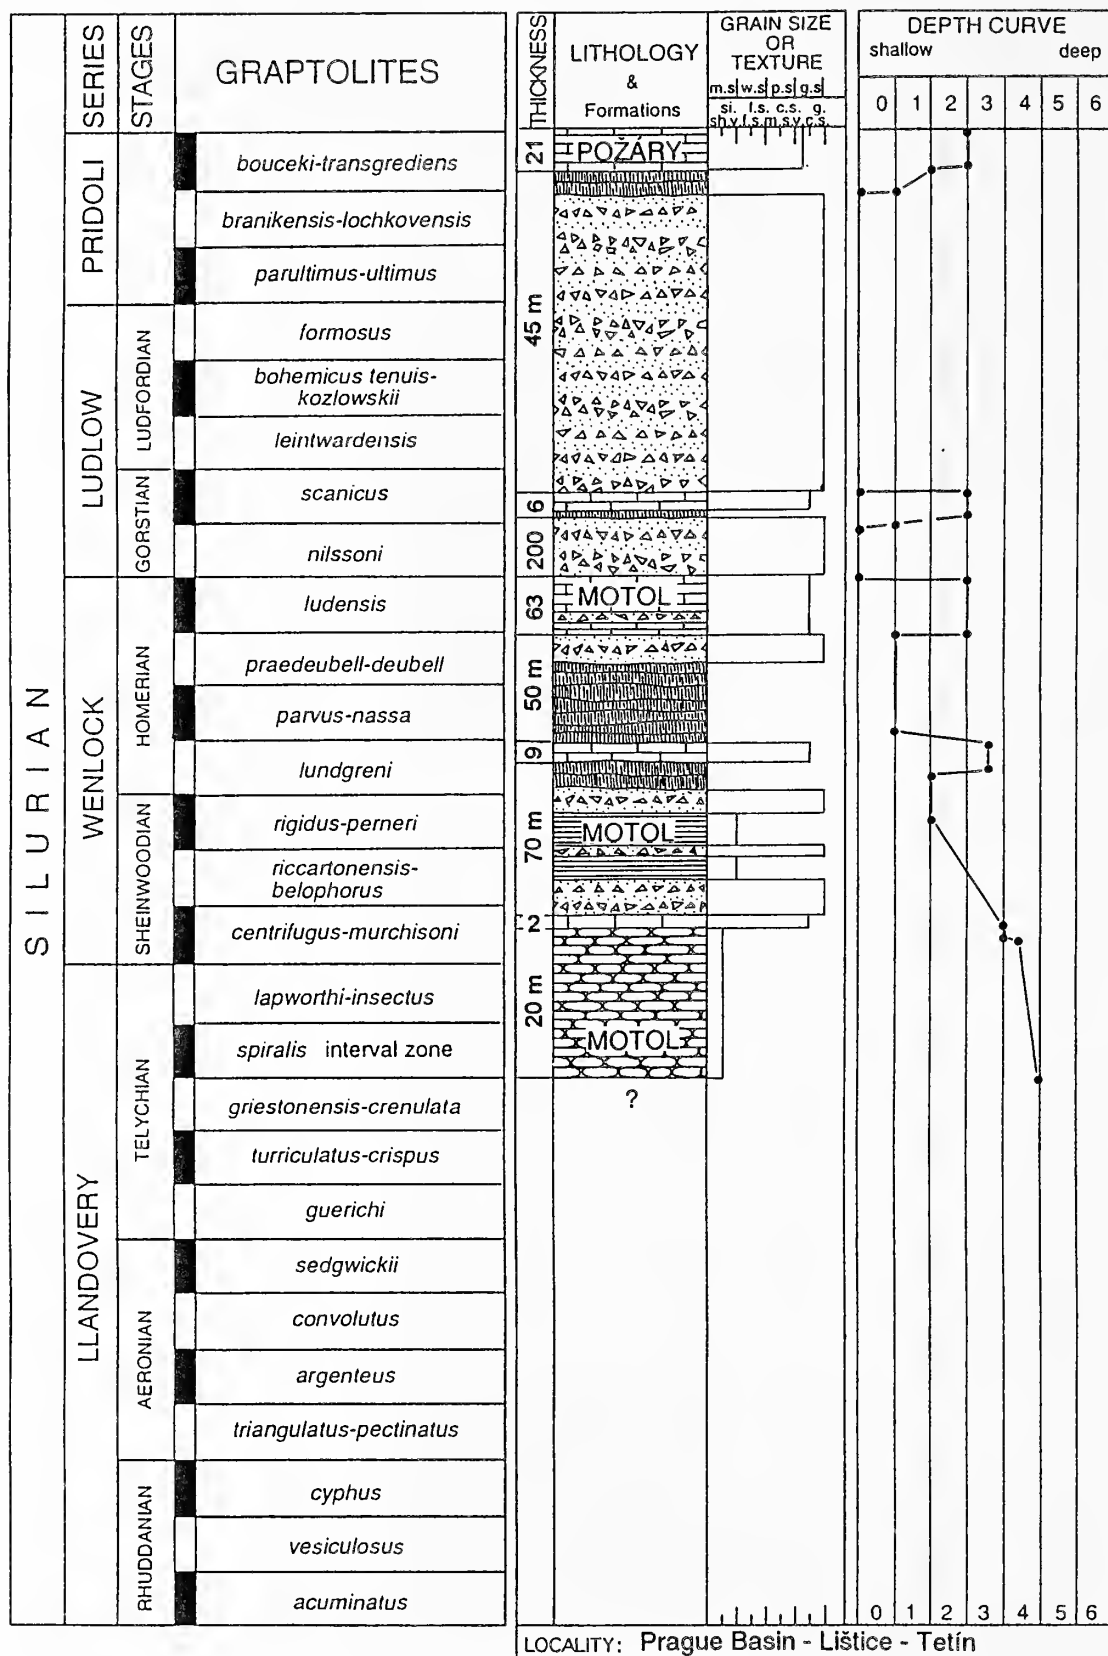 SILURIAN
SERIES
STAGES
GRAPTOLITES
PRIDOLI
LUDLOW
WENLOCK
LLANDOVERY
LUDFORDIAN
GORSTIAN
HOMERIAN
SHEINWOODIAN
TELYCHIAN
AERONIAN
RHUDDANIAN
bouceki-transgrediens
branikensis-lochkovensis
parultimus-ultimus
formosus
bohemicus tenuis-
kozlowskii
leintwardensis
scanicus
nilssoni
ludensis
praedeubell-deubell
parvus-nassa
lundgreni
rigidus-perneri
riccartonensis-
belophorus
centrifugus-murchisoni
lapworthi-insectus
spiralis interval zone
griestonensis-crenulata
turriculatus-crispus
guerichi
sedgwickii
convolutus
argenteus
triangulatus-pectinatus
cyphus
vesiculosus
acuminatus
THICKNESS
21
45 m
6
200
63
50 m
9
70 m
2
20 m
LITHOLOGY
&
Formations
POŽÁRY
MOTOL
MOTOL
MOTOL
?
GRAIN SIZE
OR
TEXTURE
m.s w.s p.s g.s
si. f.s. c.s. g.
sh.v.f.s.m.s.v.c.s.
DEPTH CURVE
shallow deep
0 1 2 3 4 5 6
0 1 2 3 4 5 6
LOCALITY: Prague Basin - Lištice - Tetín